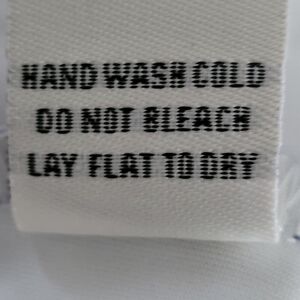 HAND WASH COLD
DO NOT BLEACH
LAY FLAT TO DRY